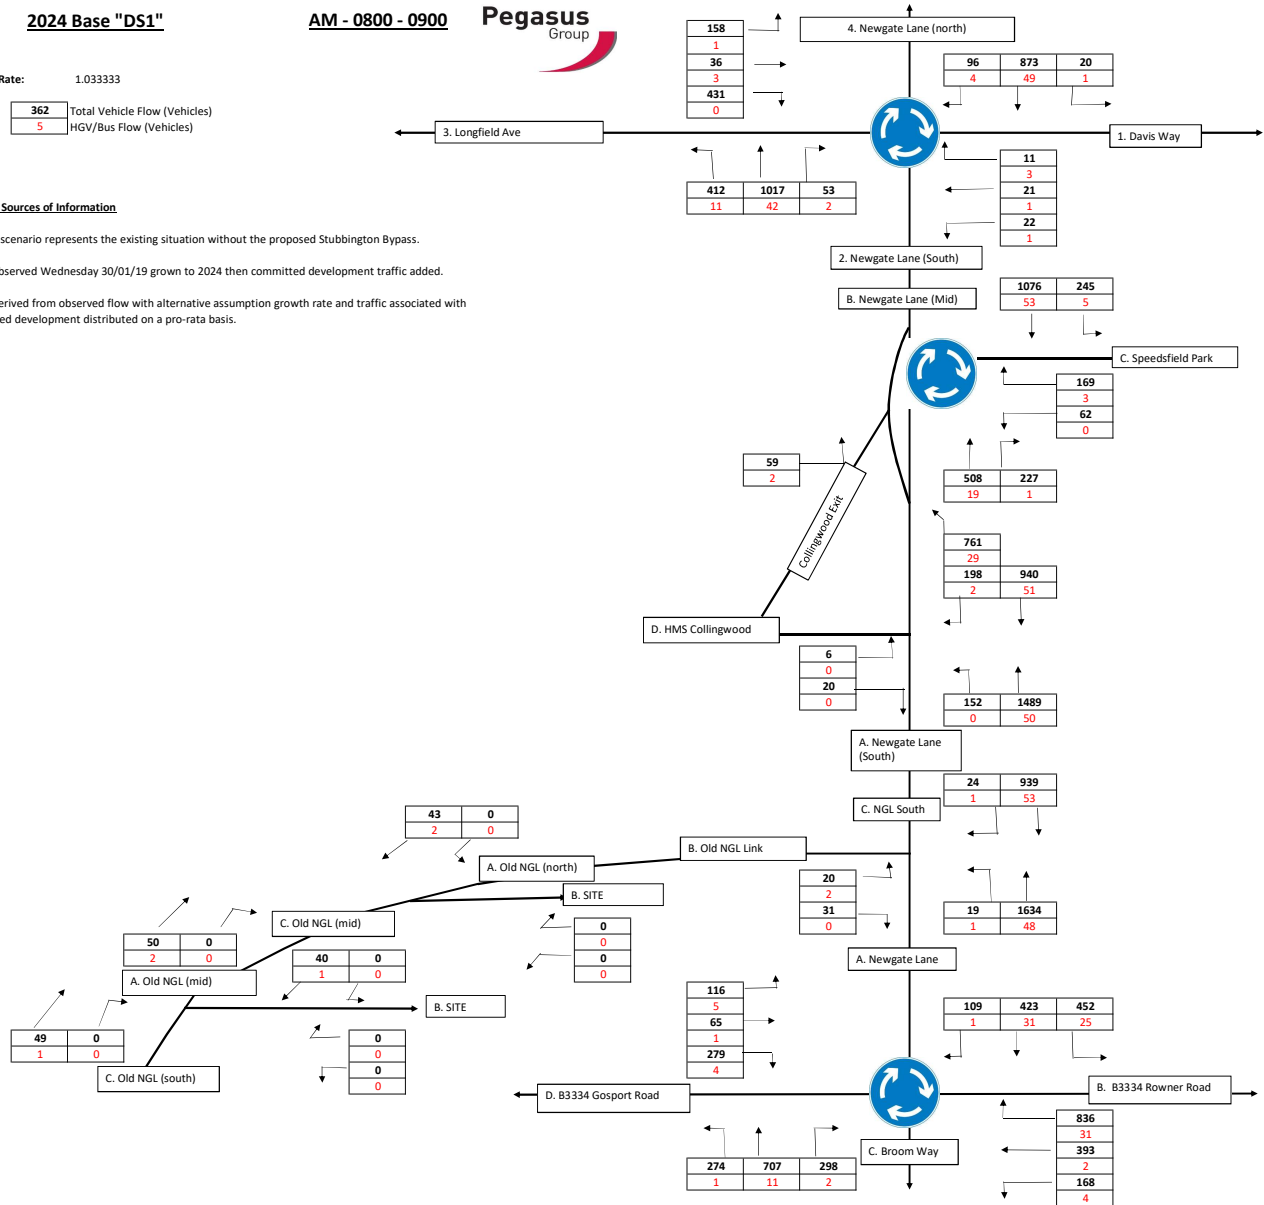 2024 Base "DS1"
AM - 0800 - 0900
Pegasus
Group
Rate: 1.033333
362 Total Vehicle Flow (Vehicles)
5 HGV/Bus Flow (Vehicles)
Sources of Information
scenario represents the existing situation without the proposed Stubbington Bypass.
bserved Wednesday 30/01/19 grown to 2024 then committed development traffic added.
erived from observed flow with alternative assumption growth rate and traffic associated with
ed development distributed on a pro-rata basis.
158
1
36
3
431
0
4. Newgate Lane (north)
96 873 20
4 49 1
3. Longfield Ave
1. Davis Way
412 1017 53
11 42 2
11
3
21
1
22
1
2. Newgate Lane (South)
B. Newgate Lane (Mid)
1076 245
53 5
C. Speedsfield Park
169
3
62
0
59
2
508 227
19 1
Collingwood Exit
761
29
198 940
2 51
D. HMS Collingwood
6
0
20
0
152 1489
0 50
A. Newgate Lane
(South)
24 939
1 53
C. NGL South
43 0
2 0
B. Old NGL Link
A. Old NGL (north)
B. SITE
20
2
31
0
19 1634
1 48
C. Old NGL (mid)
50 0
2 0
0
0
0
0
40 0
1 0
A. Old NGL (mid)
A. Newgate Lane
B. SITE
116
5
65
1
279
4
109 423 452
1 31 25
49 0
1 0
0
0
0
0
C. Old NGL (south)
D. B3334 Gosport Road
B. B3334 Rowner Road
836
31
393
2
168
4
C. Broom Way
274 707 298
1 11 2